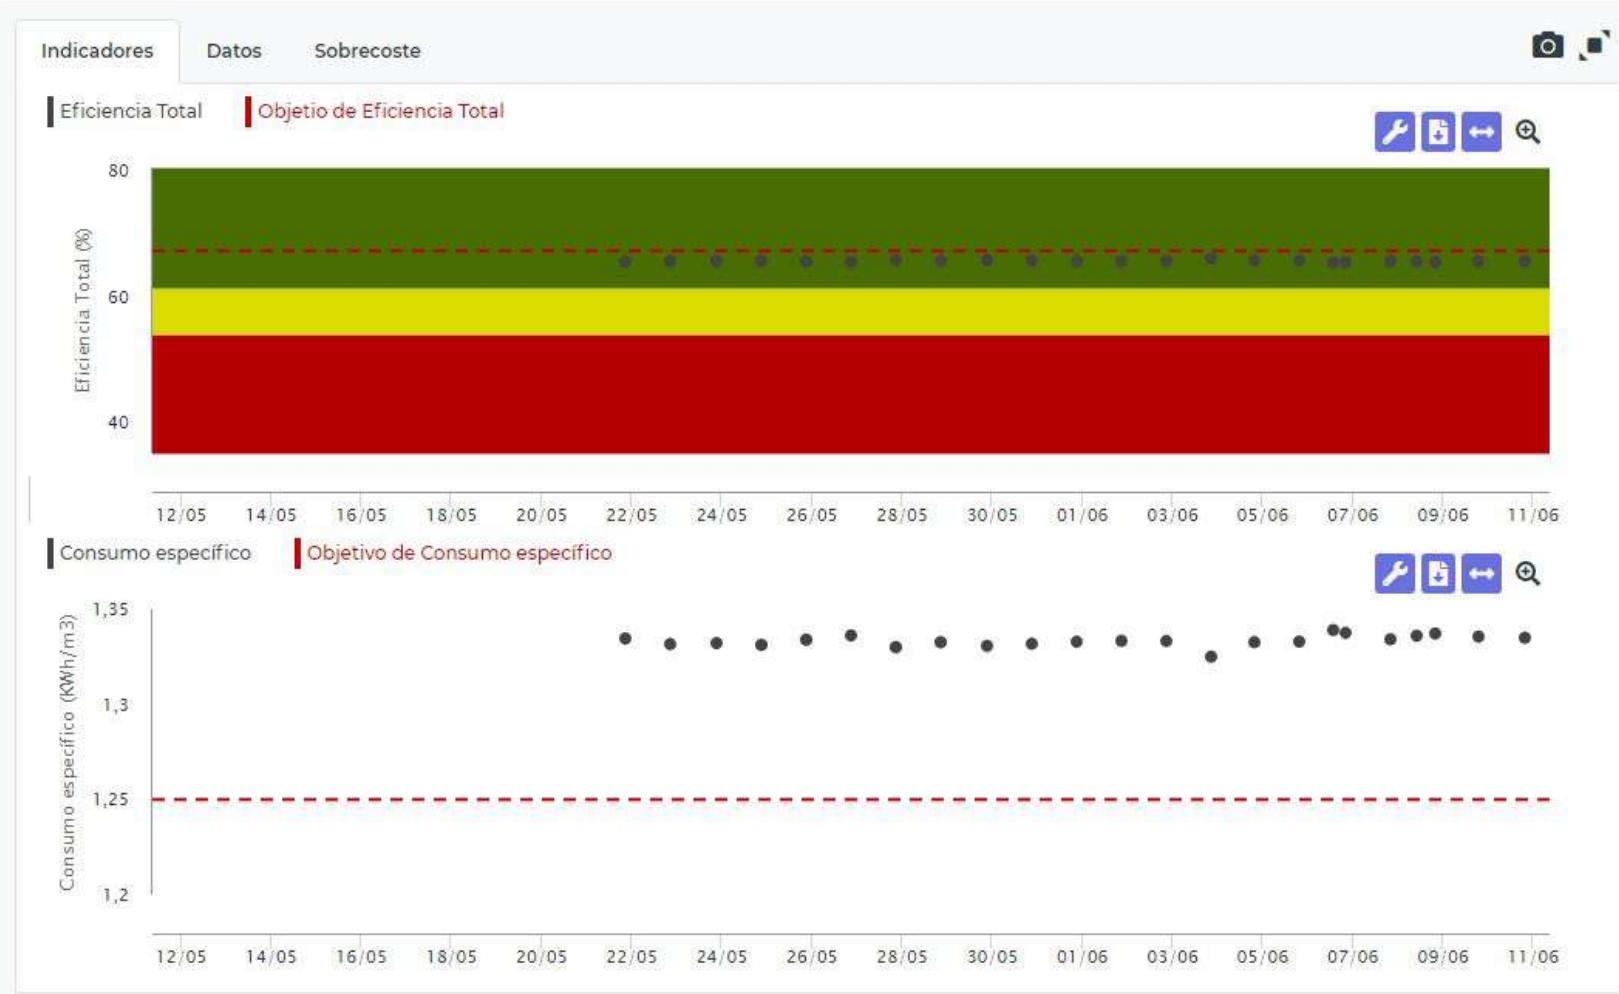 Indicadores Datos Sobrecoste
Eficiencia Total Objetio de Eficiencia Total
Eficiencia Total (%)
80
60
40
12/05 14/05 16/05 18/05 20/05 22/05 24/05 26/05 28/05 30/05 01/06 03/06 05/06 07/06 09/06 11/06
Consumo específico Objetivo de Consumo específico
Consumo específico (KWh/m3)
1,35
1,3
1,25
1,2
12/05 14/05 16/05 18/05 20/05 22/05 24/05 26/05 28/05 30/05 01/06 03/06 05/06 07/06 09/06 11/06